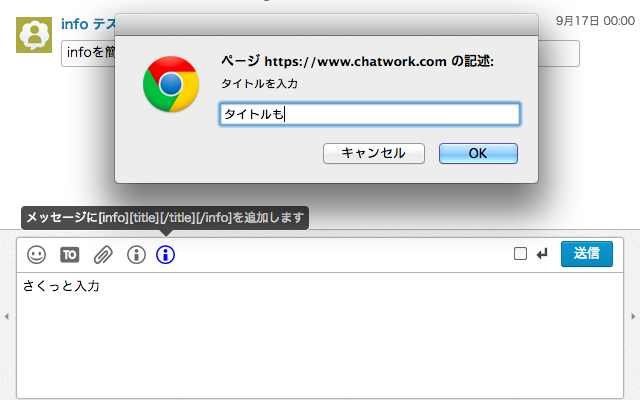 info テス
9月17日 00:00
infoを簡
ページ https://www.chatwork.com の記述:
タイトルを入力
タイトルも
キャンセル
OK
メッセージに[info][title][/title][/info]を追加します
TO
送信
さくっと入力